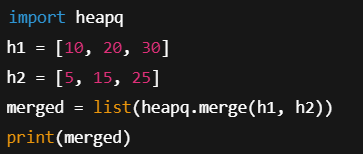 import heapq
h1 = [10, 20, 30]
h2 = [5, 15, 25]
merged = list(heapq.merge(h1, h2))
print(merged)